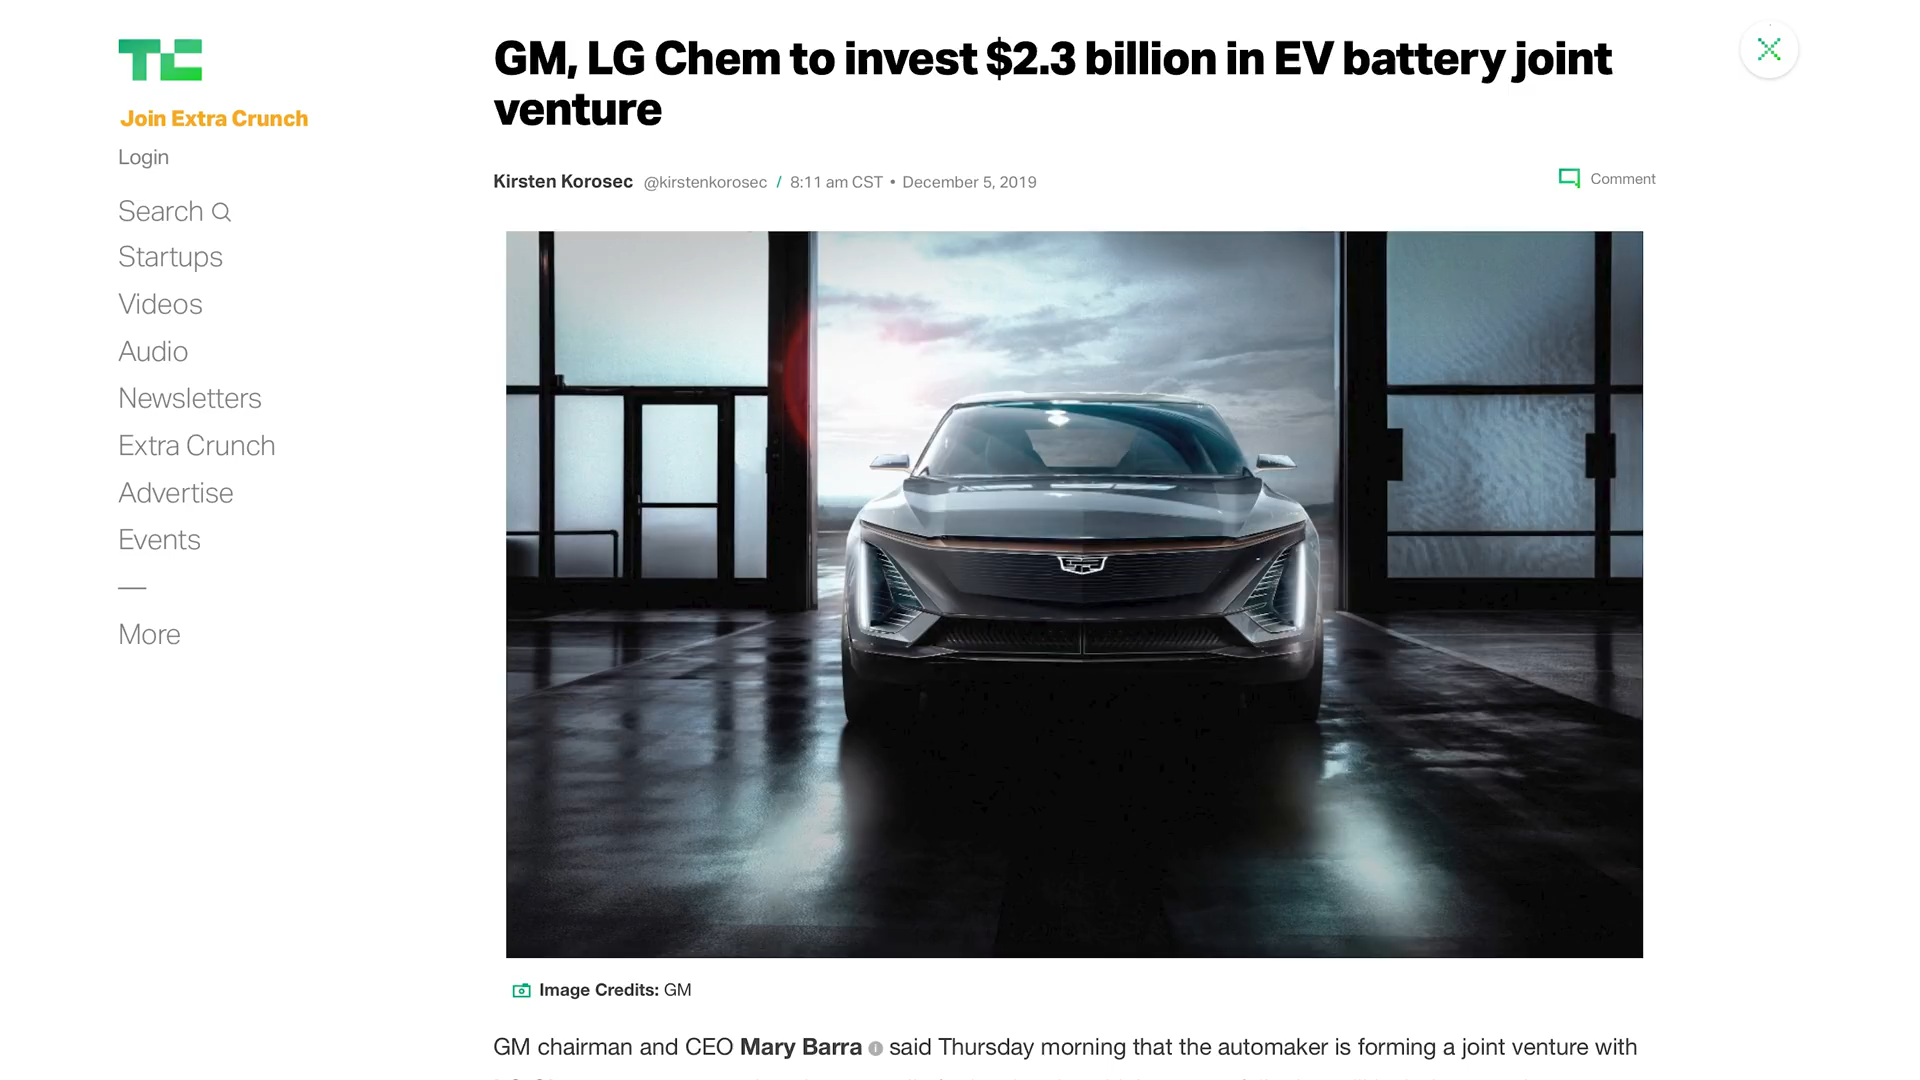 TC
Join Extra Crunch
Login
Search
Startups
Videos
Audio
Newsletters
Extra Crunch
Advertise
Events
More
GM, LG Chem to invest $2.3 billion in EV battery joint
venture
Kirsten Korosec @kirstenkorosec / 8:11 am CST • December 5, 2019
Comment
Image Credits: GM
GM chairman and CEO Mary Barra said Thursday morning that the automaker is forming a joint venture with